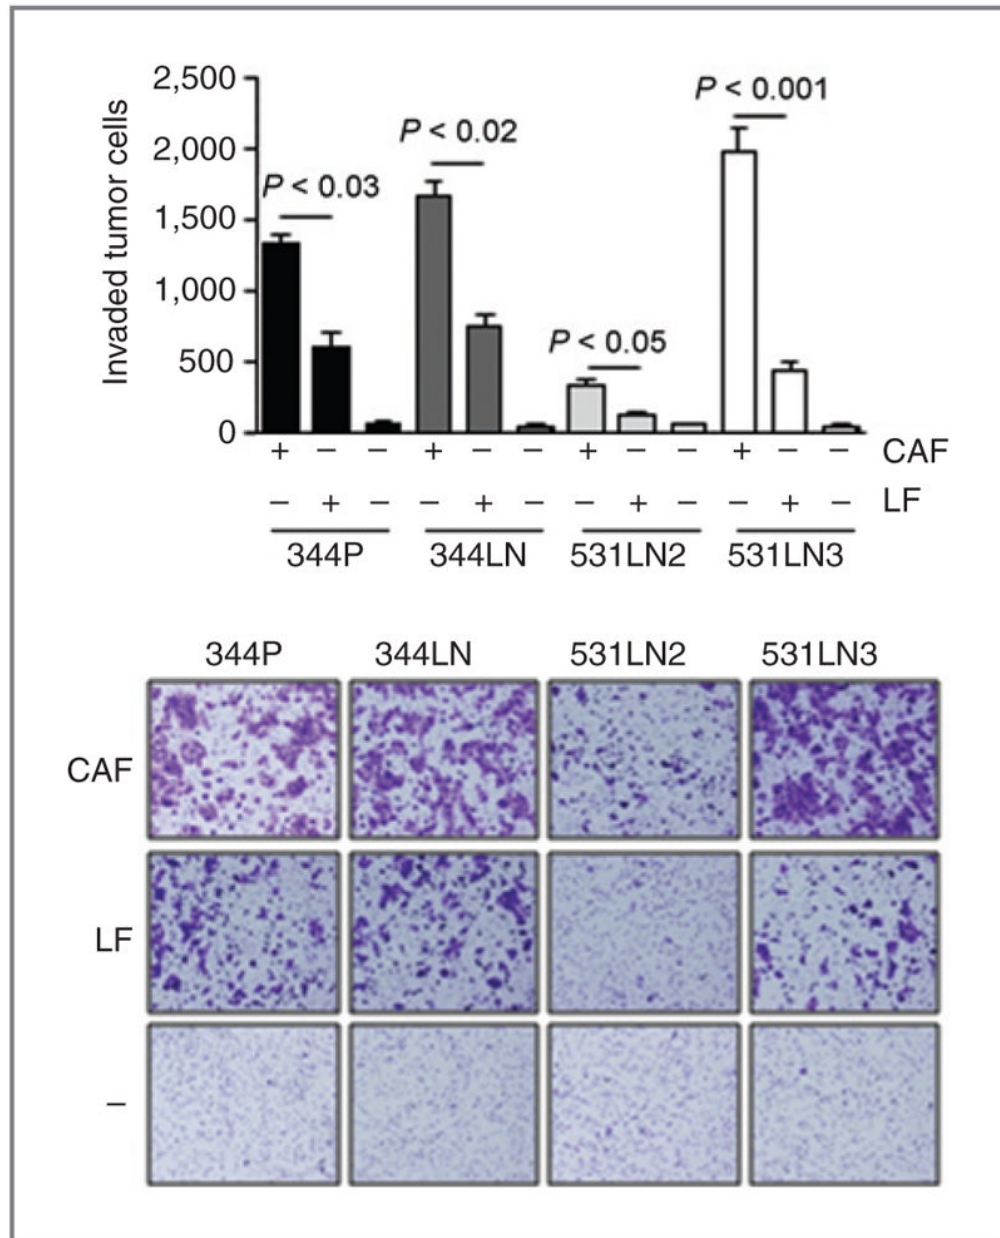 2,500
P < 0.001
2,000
P < 0.02
P < 0.03
1,500
1,000
P < 0.05
500
0
Invaded tumor cells
+ − − + − − + − − + − − CAF
− + − − + − − + − − + − LF
344P 344LN 531LN2 531LN3
344P 344LN 531LN2 531LN3
CAF
LF
−